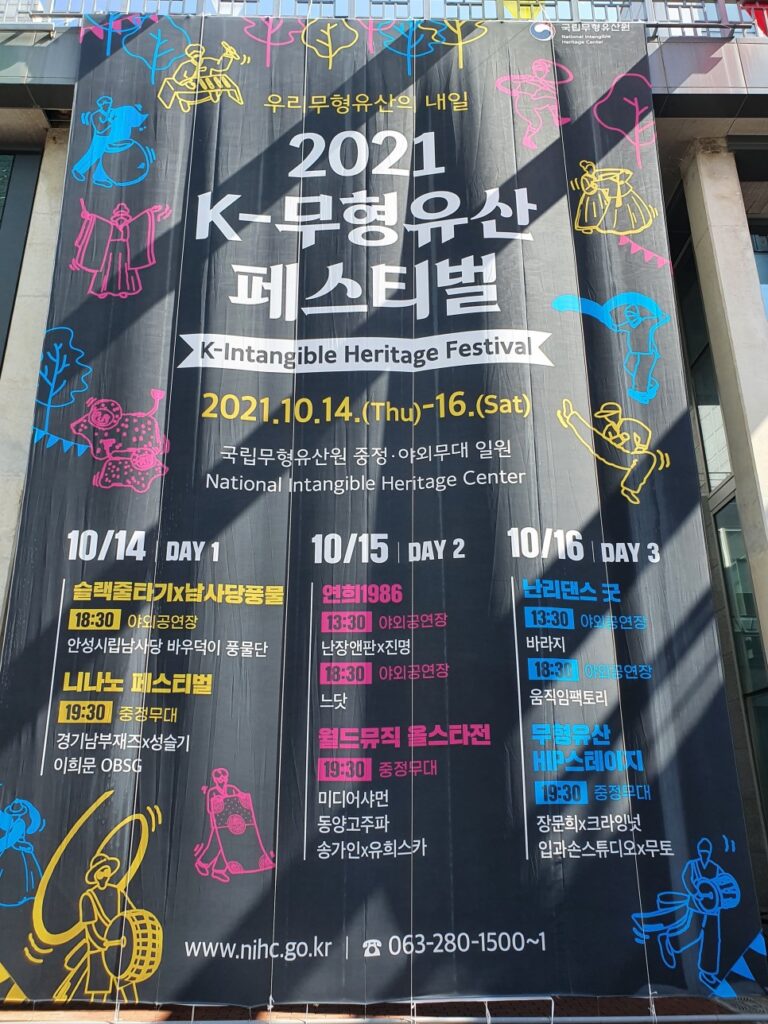 국립무형유산원
National Intangible
Heritage Center
우리무형유산의 내일
2021
K-무형유산
페스티벌
K-Intangible Heritage Festival
2021.10.14.(Thu)-16.(Sat)
국립무형유산원 중정·야외무대 일원
National Intangible Heritage Center
10/14 | DAY 1
슬랙줄타기x남사당풍물
18:30 야외공연장
안성시립남사당 바우덕이 풍물단
니나노 페스티벌
19:30 중정무대
경기남부재즈x성슬기
이희문 OBSG
10/15 | DAY 2
연희1986
13:30 야외공연장
난장앤판x진명
18:30 야외공연장
느닷
월드뮤직 올스타전
19:30 중정무대
미디어샤먼
동양고주파
송가인x유희스카
10/16 | DAY 3
난리댄스 굿
13:30 야외공연장
바라지
18:30 야외공연장
움직임팩토리
무형유산
HIP스테이지
19:30 중정무대
장문희x크라잉넛
입과손스튜디오x무토
www.nihc.go.kr | ☎ 063-280-1500~1